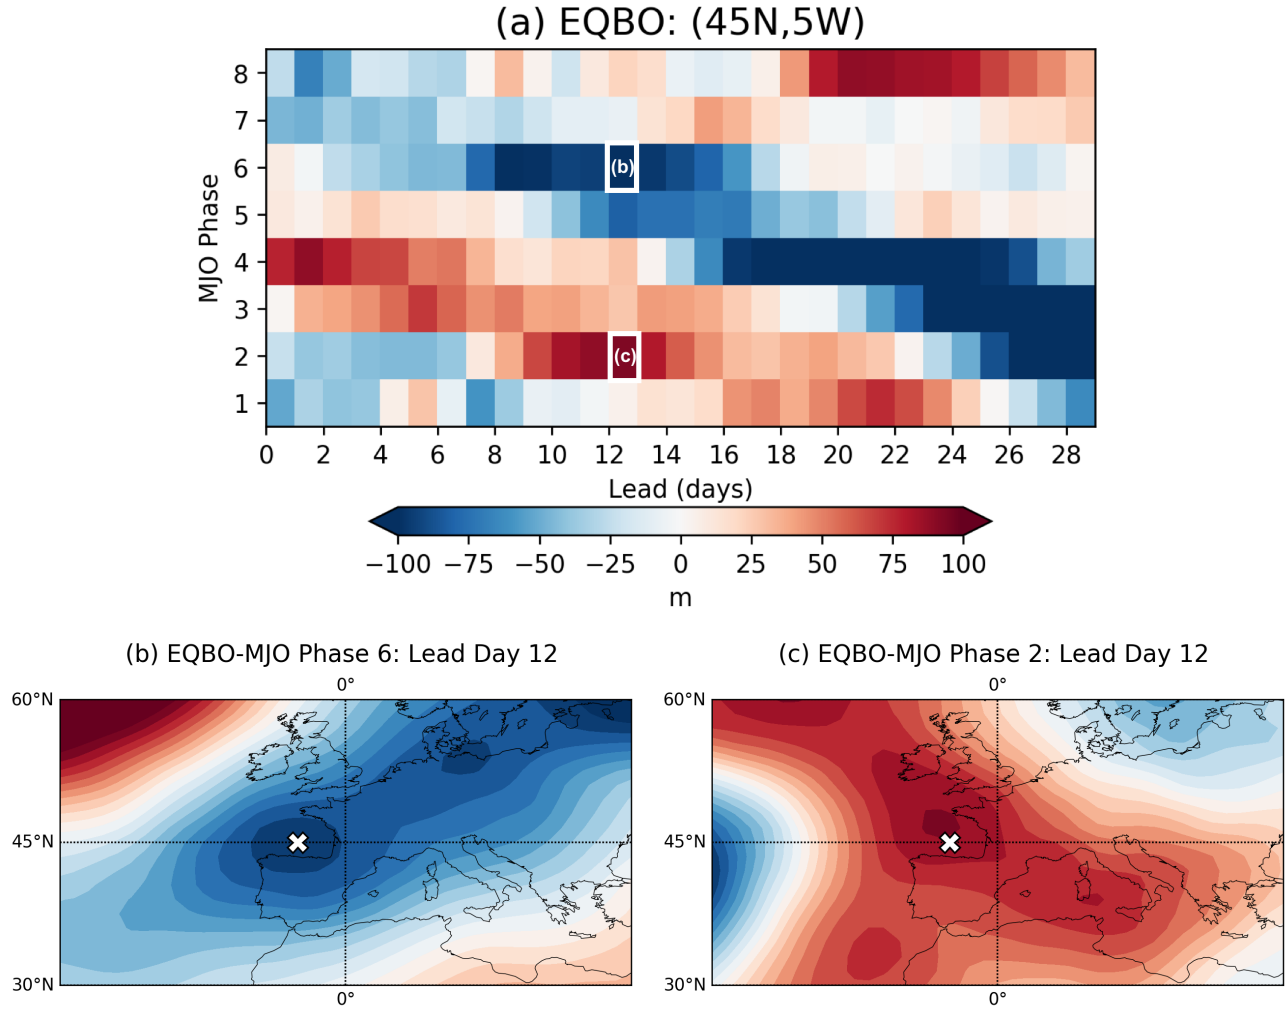 (a) EQBO: (45N,5W)
MJO Phase
8
7
6
5
4
3
2
1
(b)
(c)
0 2 4 6 8 10 12 14 16 18 20 22 24 26 28
Lead (days)
−100 −75 −50 −25 0 25 50 75 100
m
(b) EQBO-MJO Phase 6: Lead Day 12
0°
60°N
45°N
30°N
0°
(c) EQBO-MJO Phase 2: Lead Day 12
0°
60°N
45°N
30°N
0°